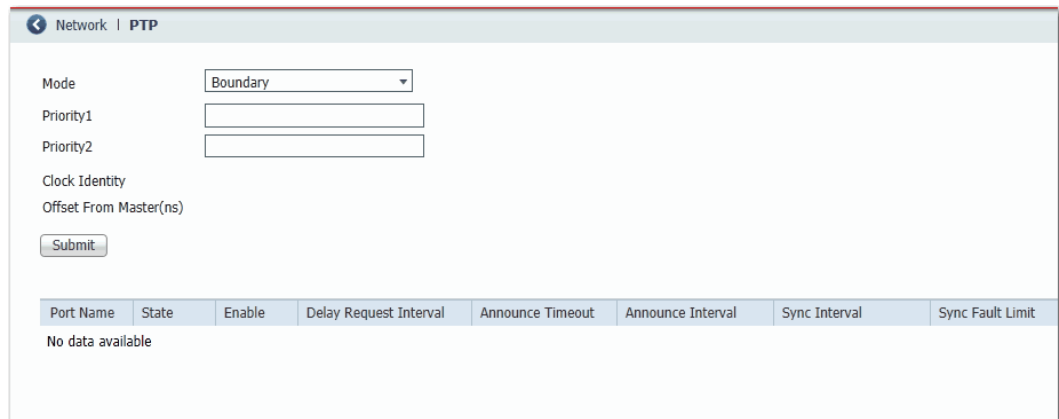 Network | PTP
Mode Boundary
Priority1
Priority2
Clock Identity
Offset From Master(ns)
Submit
Port Name State Enable Delay Request Interval Announce Timeout Announce Interval Sync Interval Sync Fault Limit
No data available